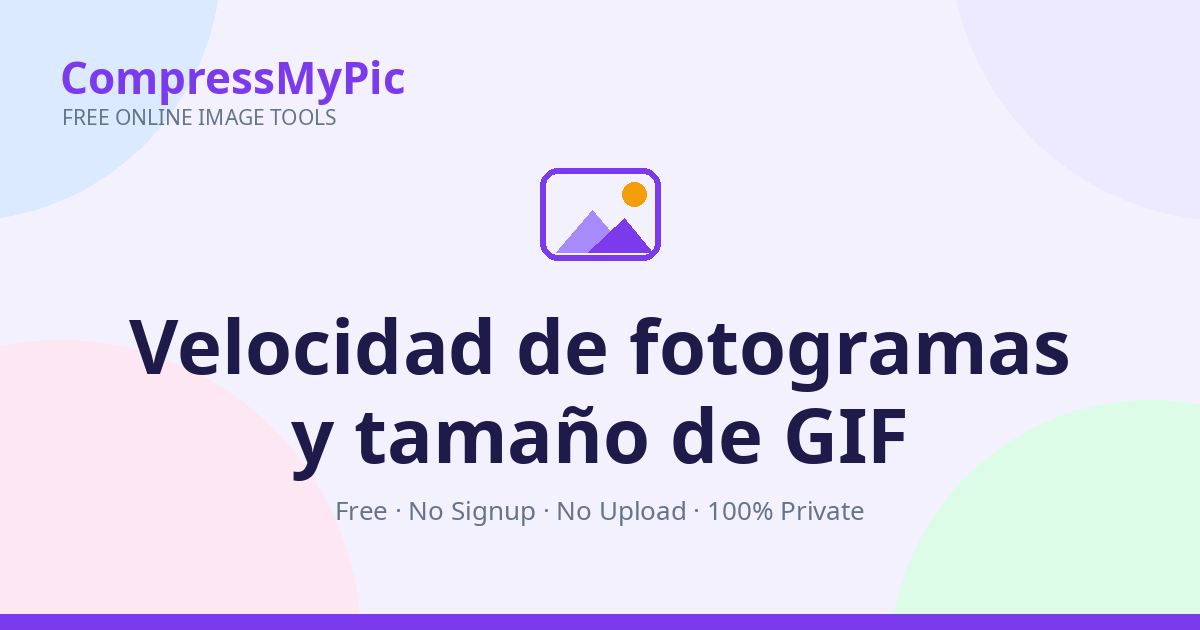 CompressMyPic
FREE ONLINE IMAGE TOOLS
Velocidad de fotogramas
y tamaño de GIF
Free · No Signup · No Upload · 100% Private